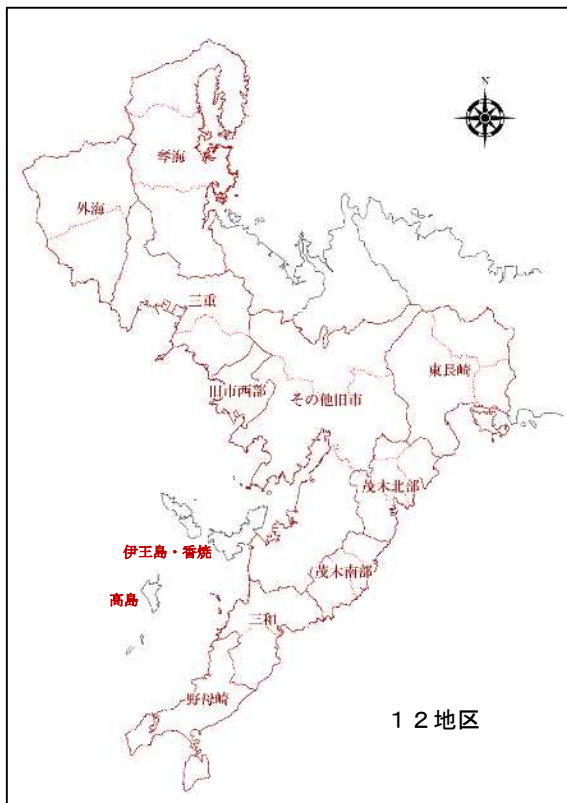 N
琴海
外海
三重
東長崎
旧市西部
その他旧市
茂木北部
伊王島・香焼
茂木南部
高島
三和
野母崎
１２地区